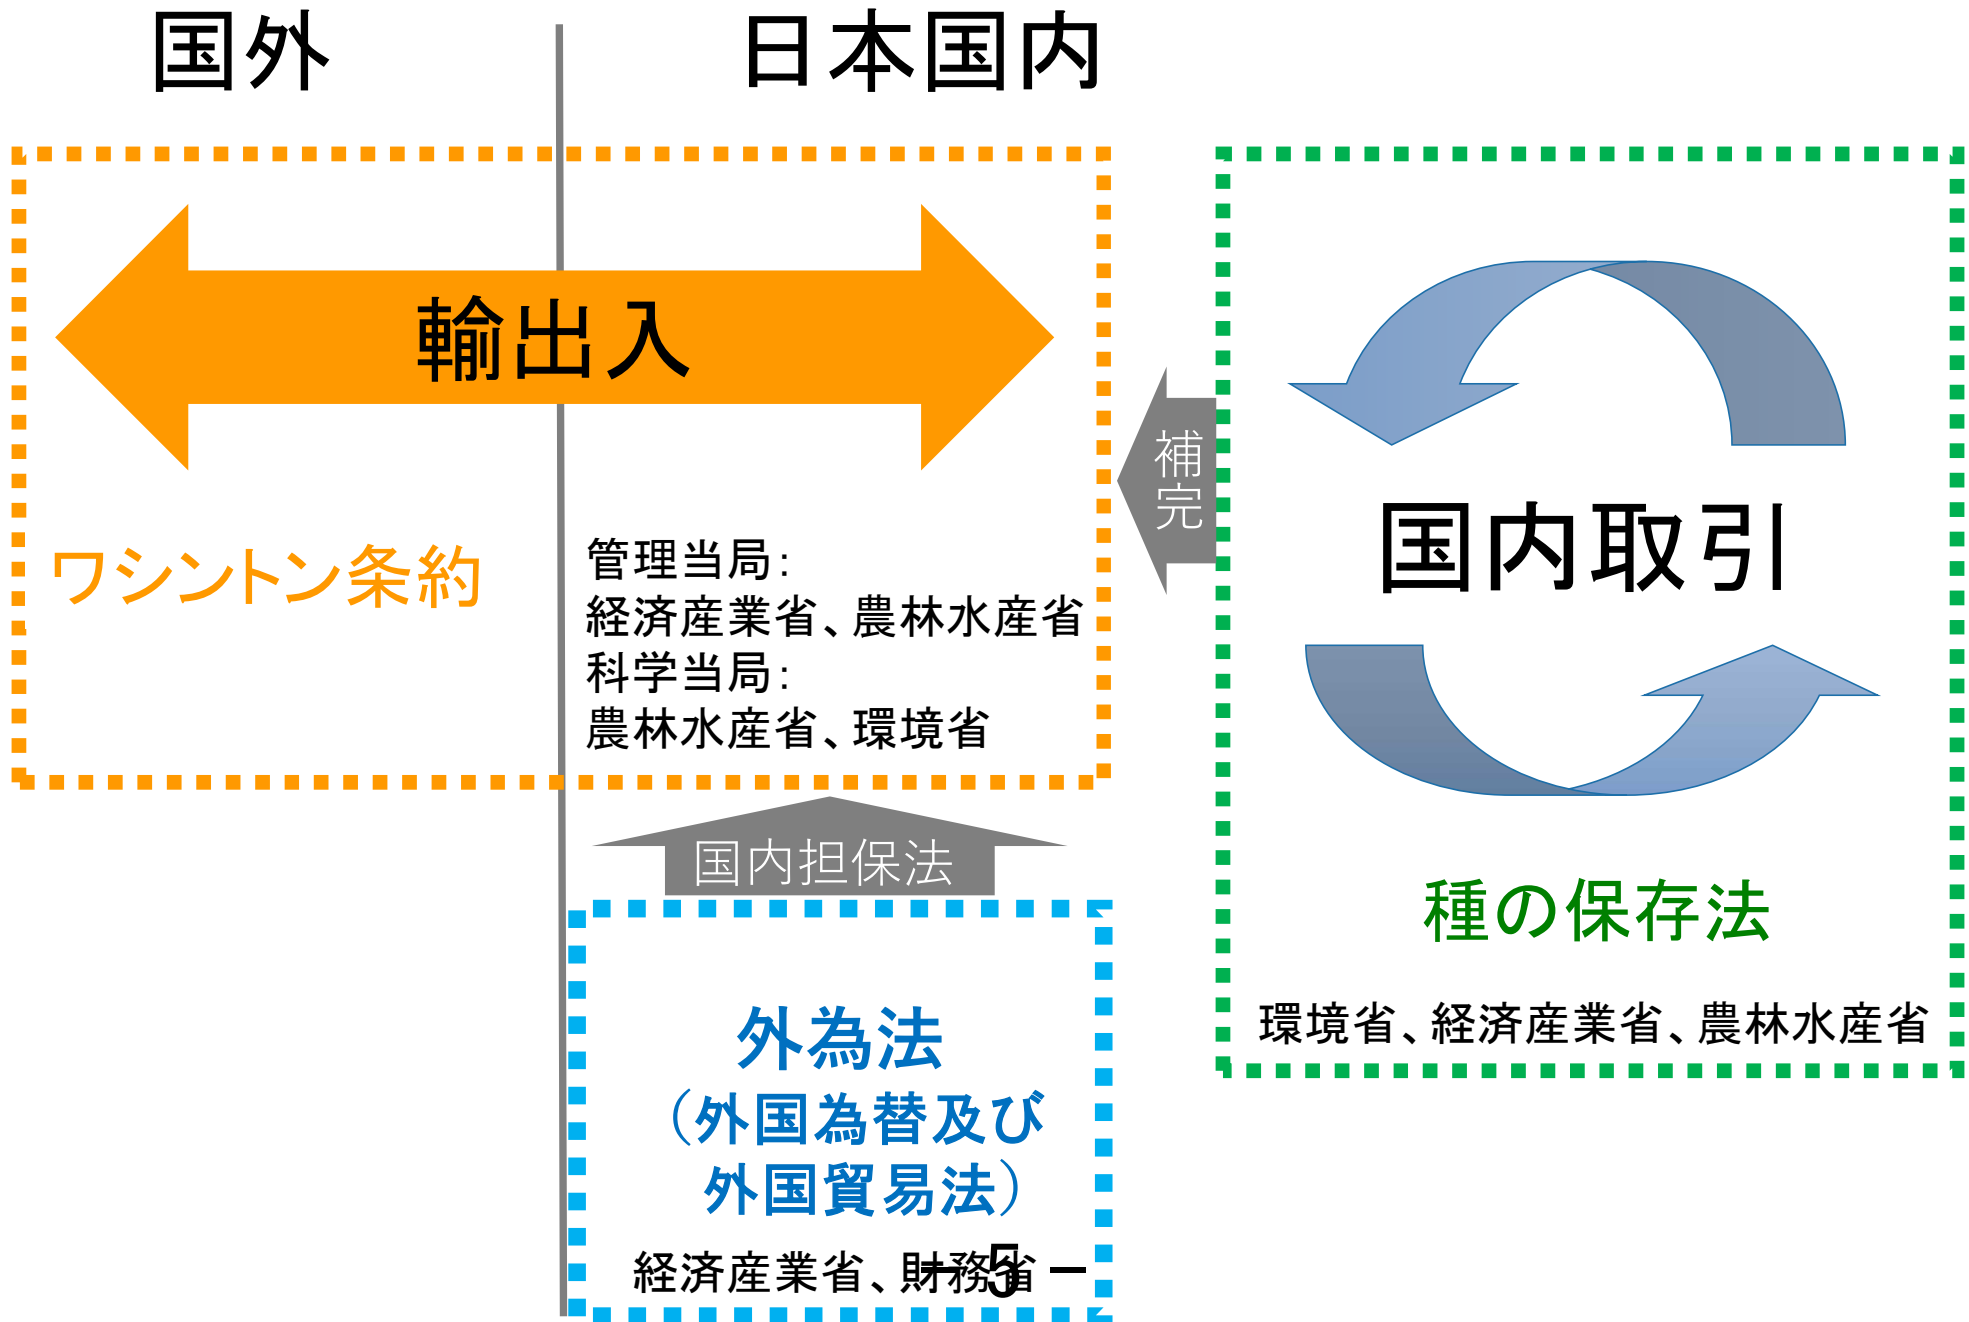 国外
日本国内
輸出入
ワシントン条約
管理当局：
経済産業省、農林水産省
科学当局：
農林水産省、環境省
補完
国内取引
種の保存法
環境省、経済産業省、農林水産省
国内担保法
外為法
（外国為替及び
外国貿易法）
経済産業省、財務省
－ 5 －